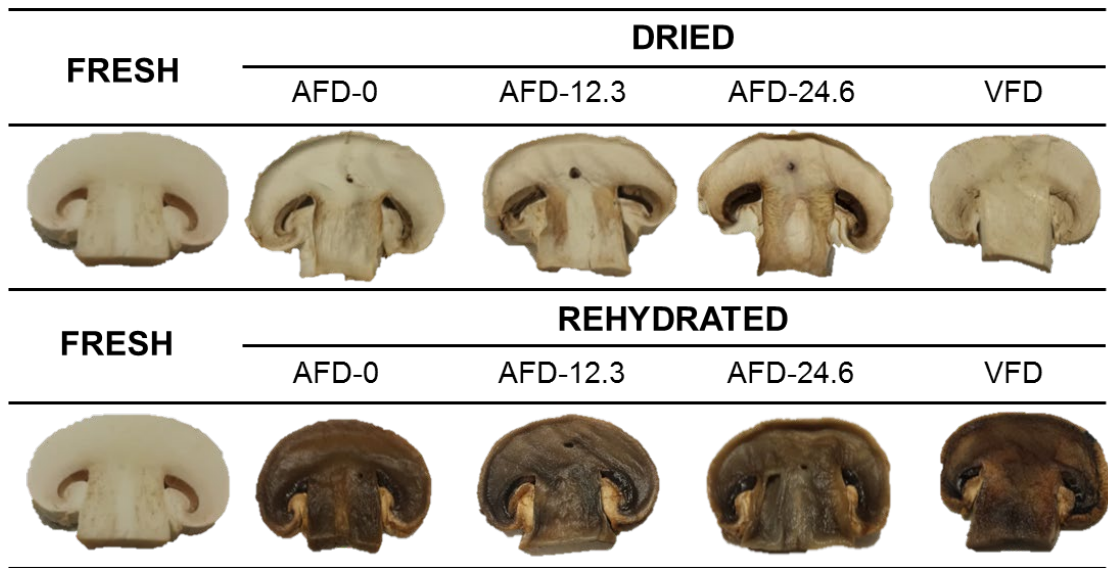 FRESH
DRIED
AFD-0 AFD-12.3 AFD-24.6 VFD
FRESH
REHYDRATED
AFD-0 AFD-12.3 AFD-24.6 VFD